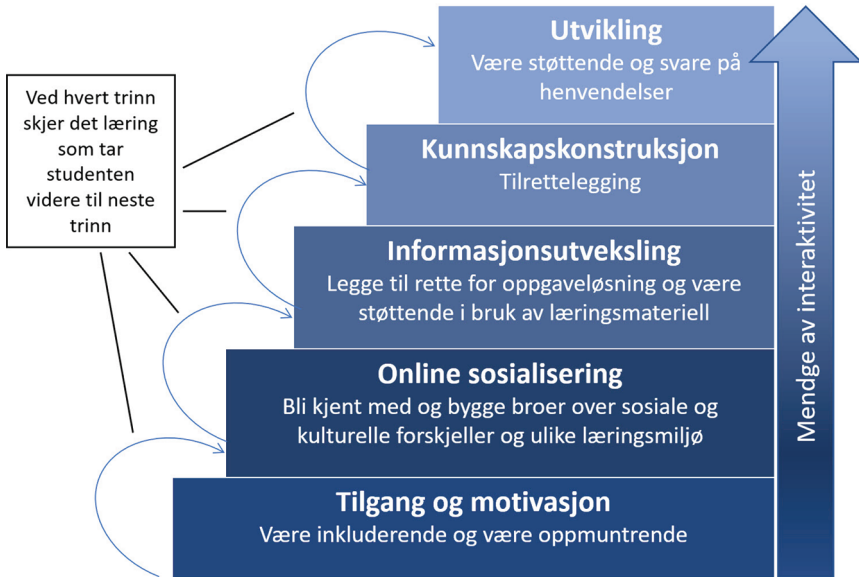 Utvikling
Være støttende og svare på
henvendelser
Ved hvert trinn
skjer det læring
som tar
studenten
videre til neste
trinn
Kunnskapskonstruksjon
Tilrettelegging
Informasjonsutveksling
Legge til rette for oppgaveløsning og være
støttende i bruk av læringsmateriell
Online sosialisering
Bli kjent med og bygge broer over sosiale og
kulturelle forskjeller og ulike læringsmiljø
Tilgang og motivasjon
Være inkluderende og være oppmuntrende
Mendge av interaktivitet